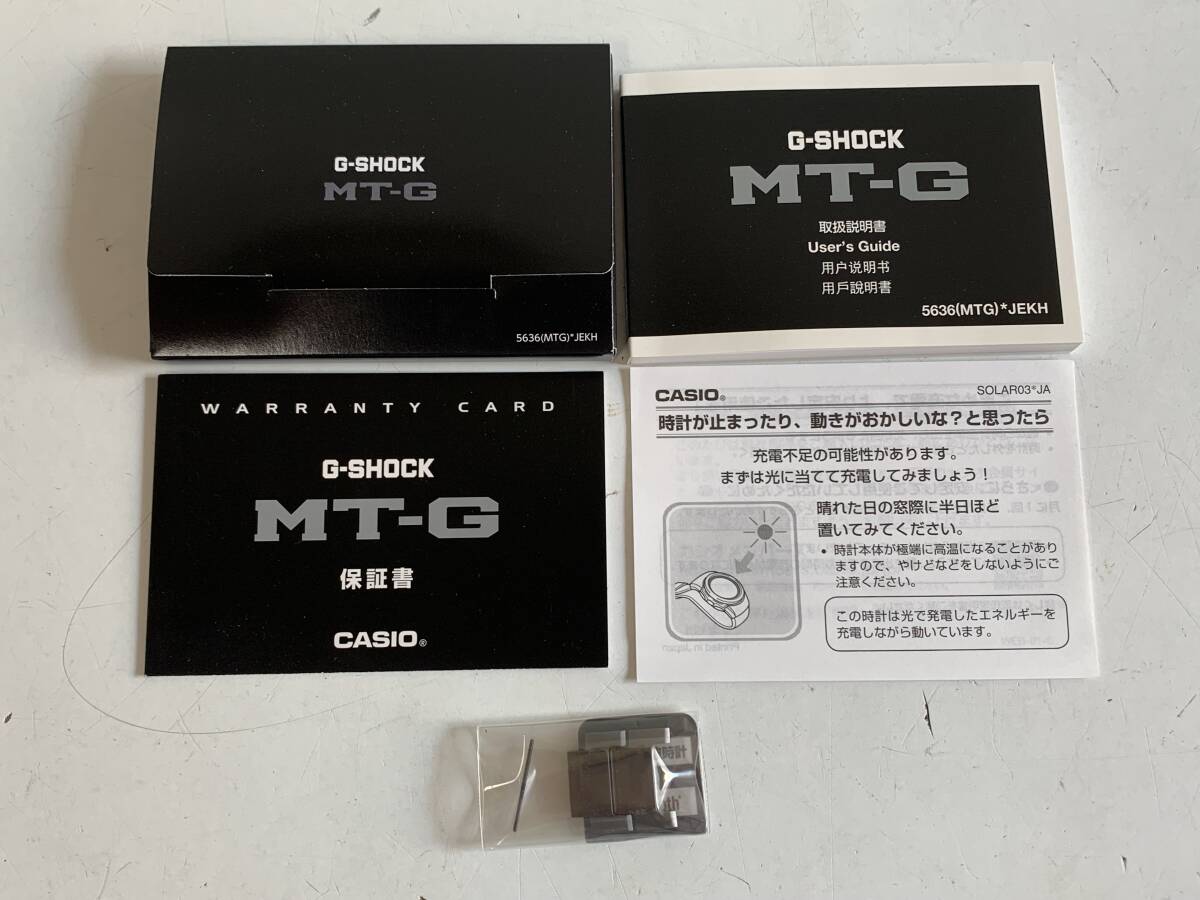 G-SHOCK
MT-G
5636(MTG)*JEKH
G-SHOCK
MT-G
取扱説明書
User's Guide
用户说明书
用戶說明書
5636(MTG)*JEKH
WARRANTY CARD
G-SHOCK
MT-G
保証書
CASIO®
CASIO®
SOLAR03*JA
時計が止まったり、動きがおかしいな？と思ったら
充電不足の可能性があります。
まずは光に当てて充電してみましょう！
晴れた日の窓際に半日ほど
置いてみてください。
• 時計本体が極端に高温になることがあり
ますので、やけどなどをしないようにご
注意ください。
この時計は光で発電したエネルギーを
充電しながら動いています。
Printed in Japan
時計